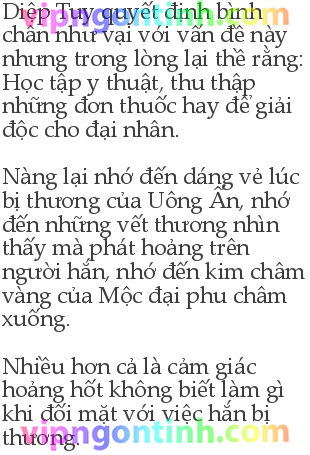 Diệp Tuy quyết định bình
chân như vại với vấn đề này
nhưng trong lòng lại thề rằng:
Học tập y thuật, thu thập
những đơn thuốc hay để giải
độc cho đại nhân.
Nàng lại nhớ đến dáng vẻ lúc
bị thương của Uông Ấn, nhớ
đến những vết thương nhìn
thấy mà phát hoảng trên
người hắn, nhớ đến kim châm
vàng của Mộc đại phu châm
xuống.
Nhiều hơn cả là cảm giác
hoảng hốt không biết làm gì
khi đối mặt với việc hắn bị
thương.
vipngontinh.com
vipngontinh.com